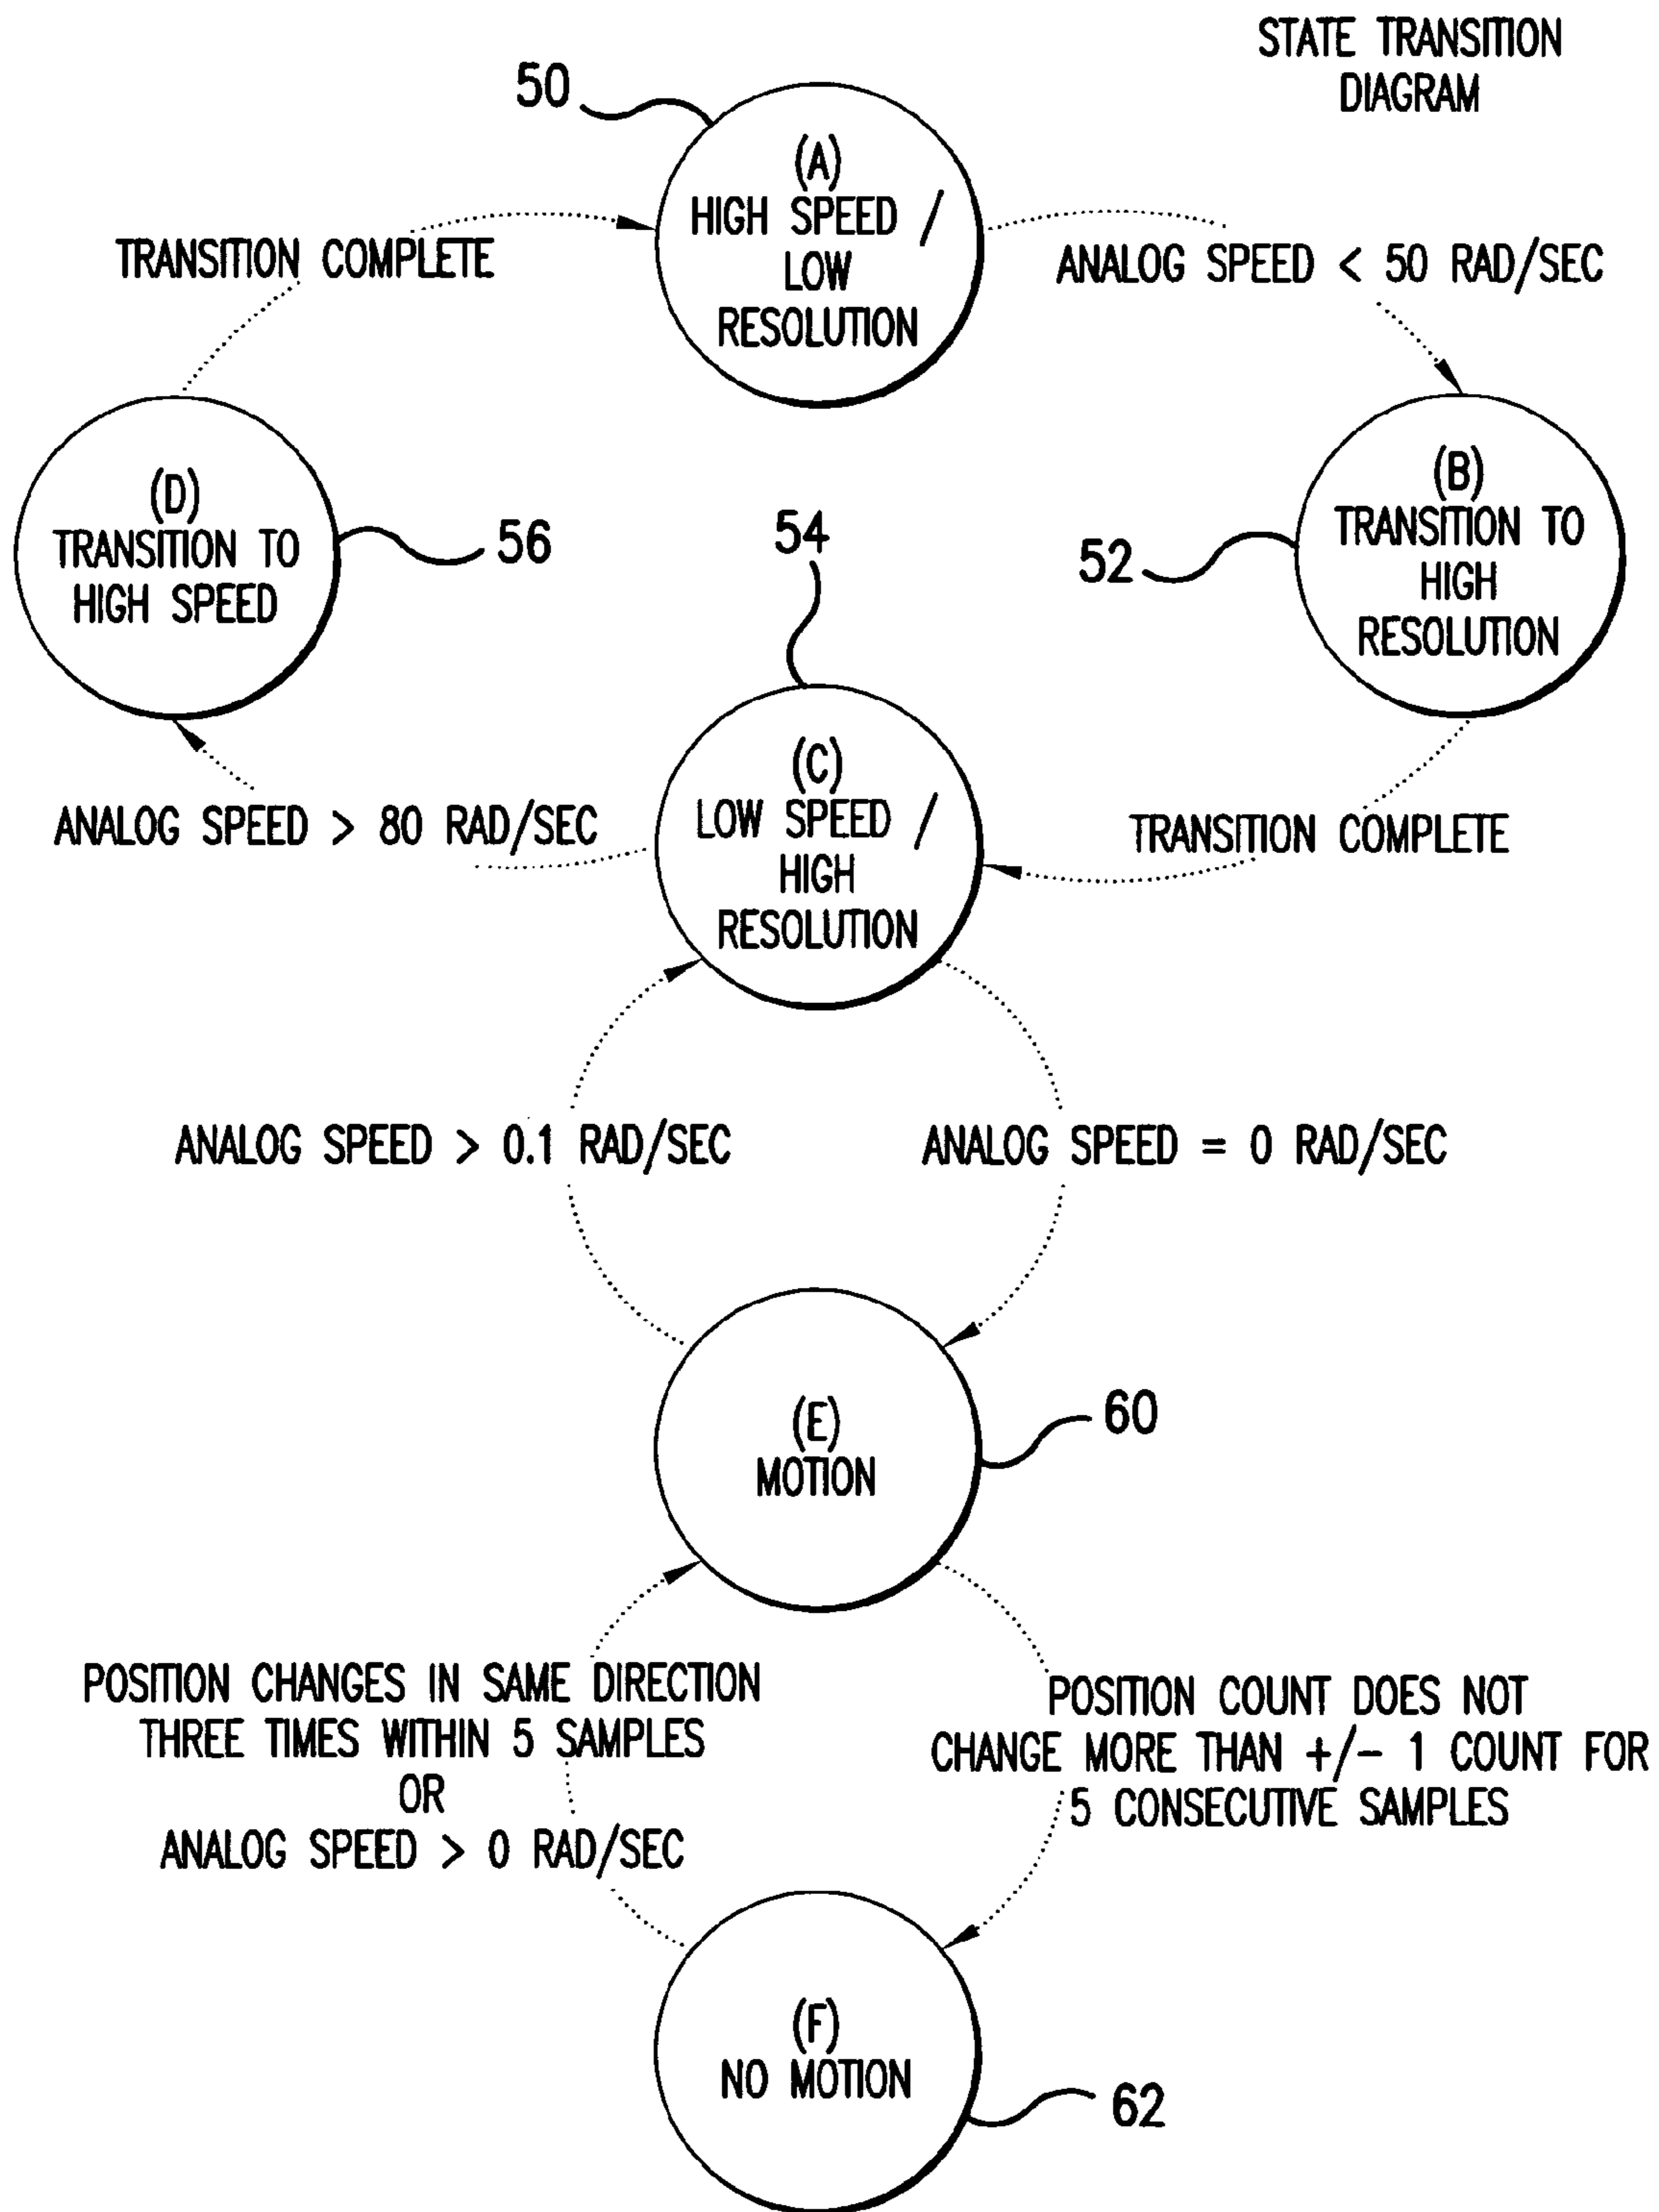 STATE TRANSITION
DIAGRAM
50
(A)
HIGH SPEED /
LOW
RESOLUTION
TRANSITION COMPLETE
ANALOG SPEED < 50 RAD/SEC
(D)
TRANSITION TO
HIGH SPEED
56
54
52
(B)
TRANSITION TO
HIGH
RESOLUTION
(C)
LOW SPEED /
HIGH
RESOLUTION
ANALOG SPEED > 80 RAD/SEC
TRANSITION COMPLETE
ANALOG SPEED > 0.1 RAD/SEC
ANALOG SPEED = 0 RAD/SEC
(E)
MOTION
60
POSITION CHANGES IN SAME DIRECTION
THREE TIMES WITHIN 5 SAMPLES
OR
ANALOG SPEED > 0 RAD/SEC
POSITION COUNT DOES NOT
CHANGE MORE THAN +/- 1 COUNT FOR
5 CONSECUTIVE SAMPLES
(F)
NO MOTION
62